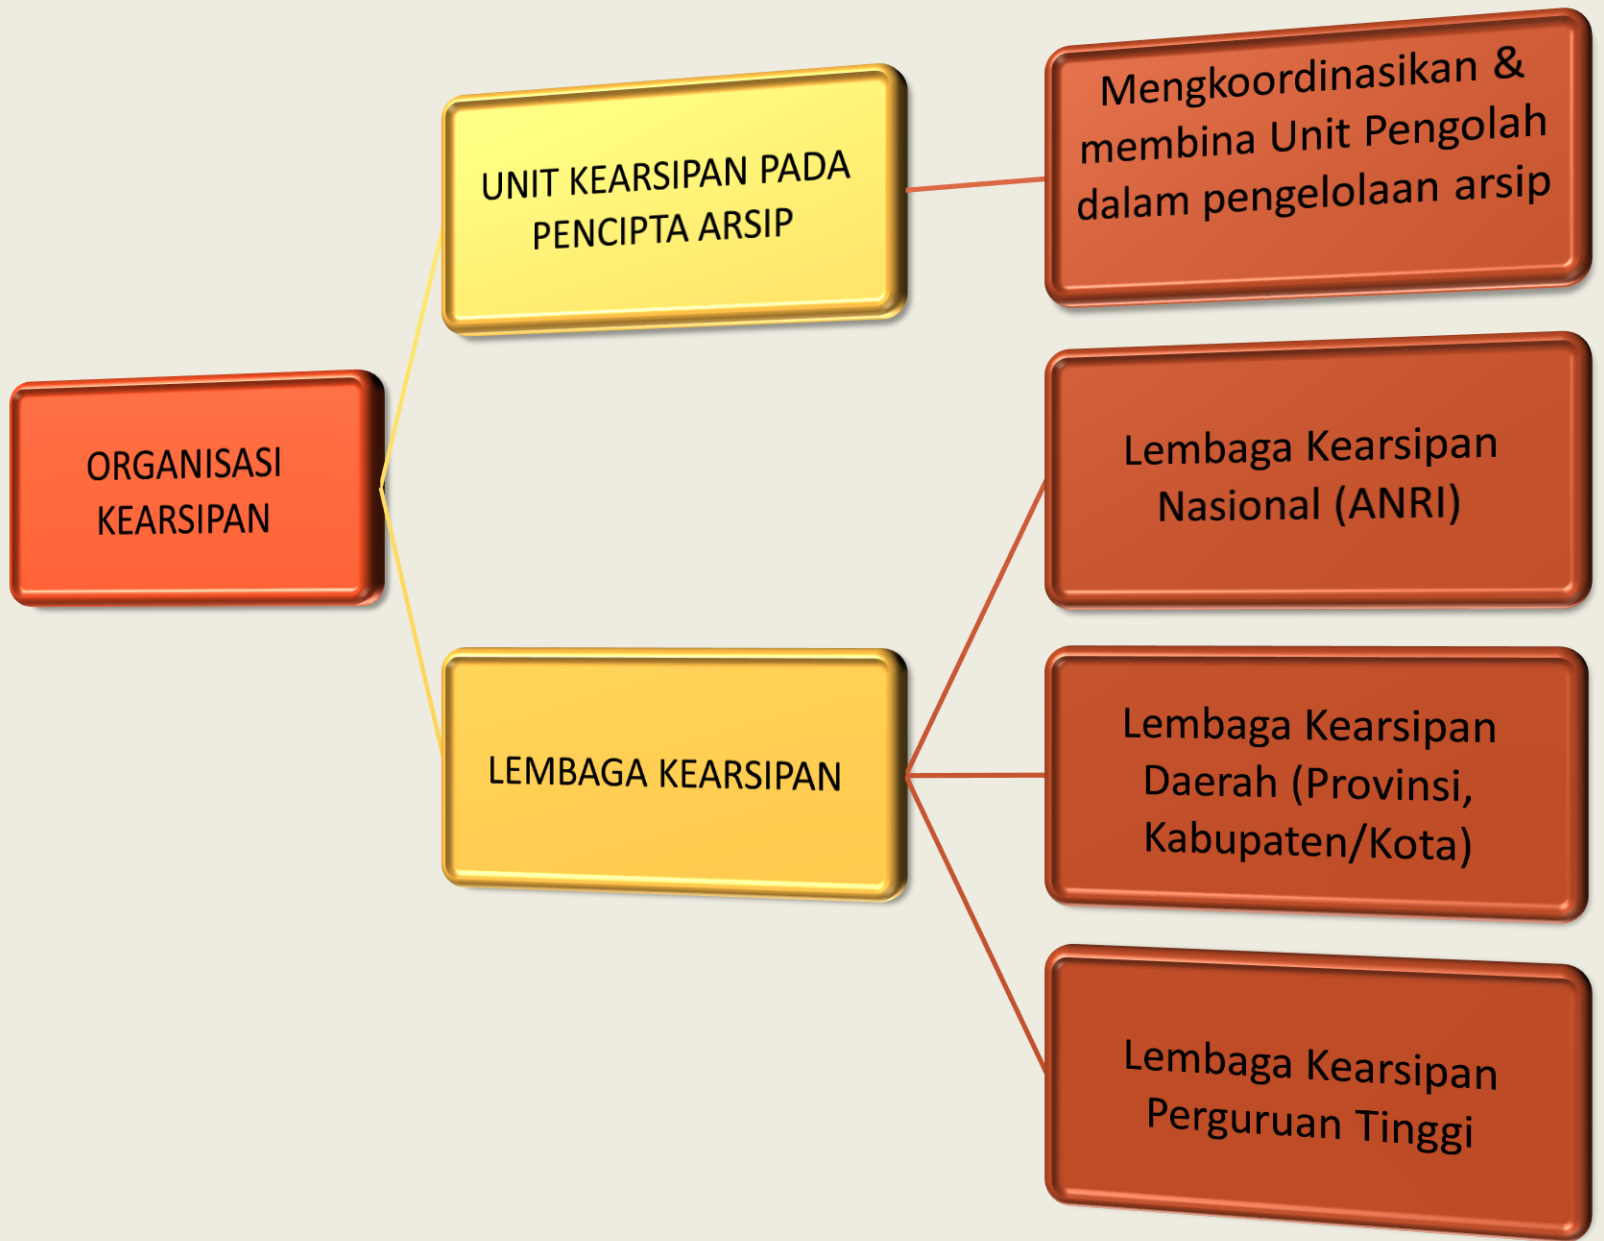 ORGANISASI
KEARSIPAN
UNIT KEARSIPAN PADA
PENCIPTA ARSIP
Mengkoordinasikan &
membina Unit Pengolah
dalam pengelolaan arsip
LEMBAGA KEARSIPAN
Lembaga Kearsipan
Nasional (ANRI)
Lembaga Kearsipan
Daerah (Provinsi,
Kabupaten/Kota)
Lembaga Kearsipan
Perguruan Tinggi